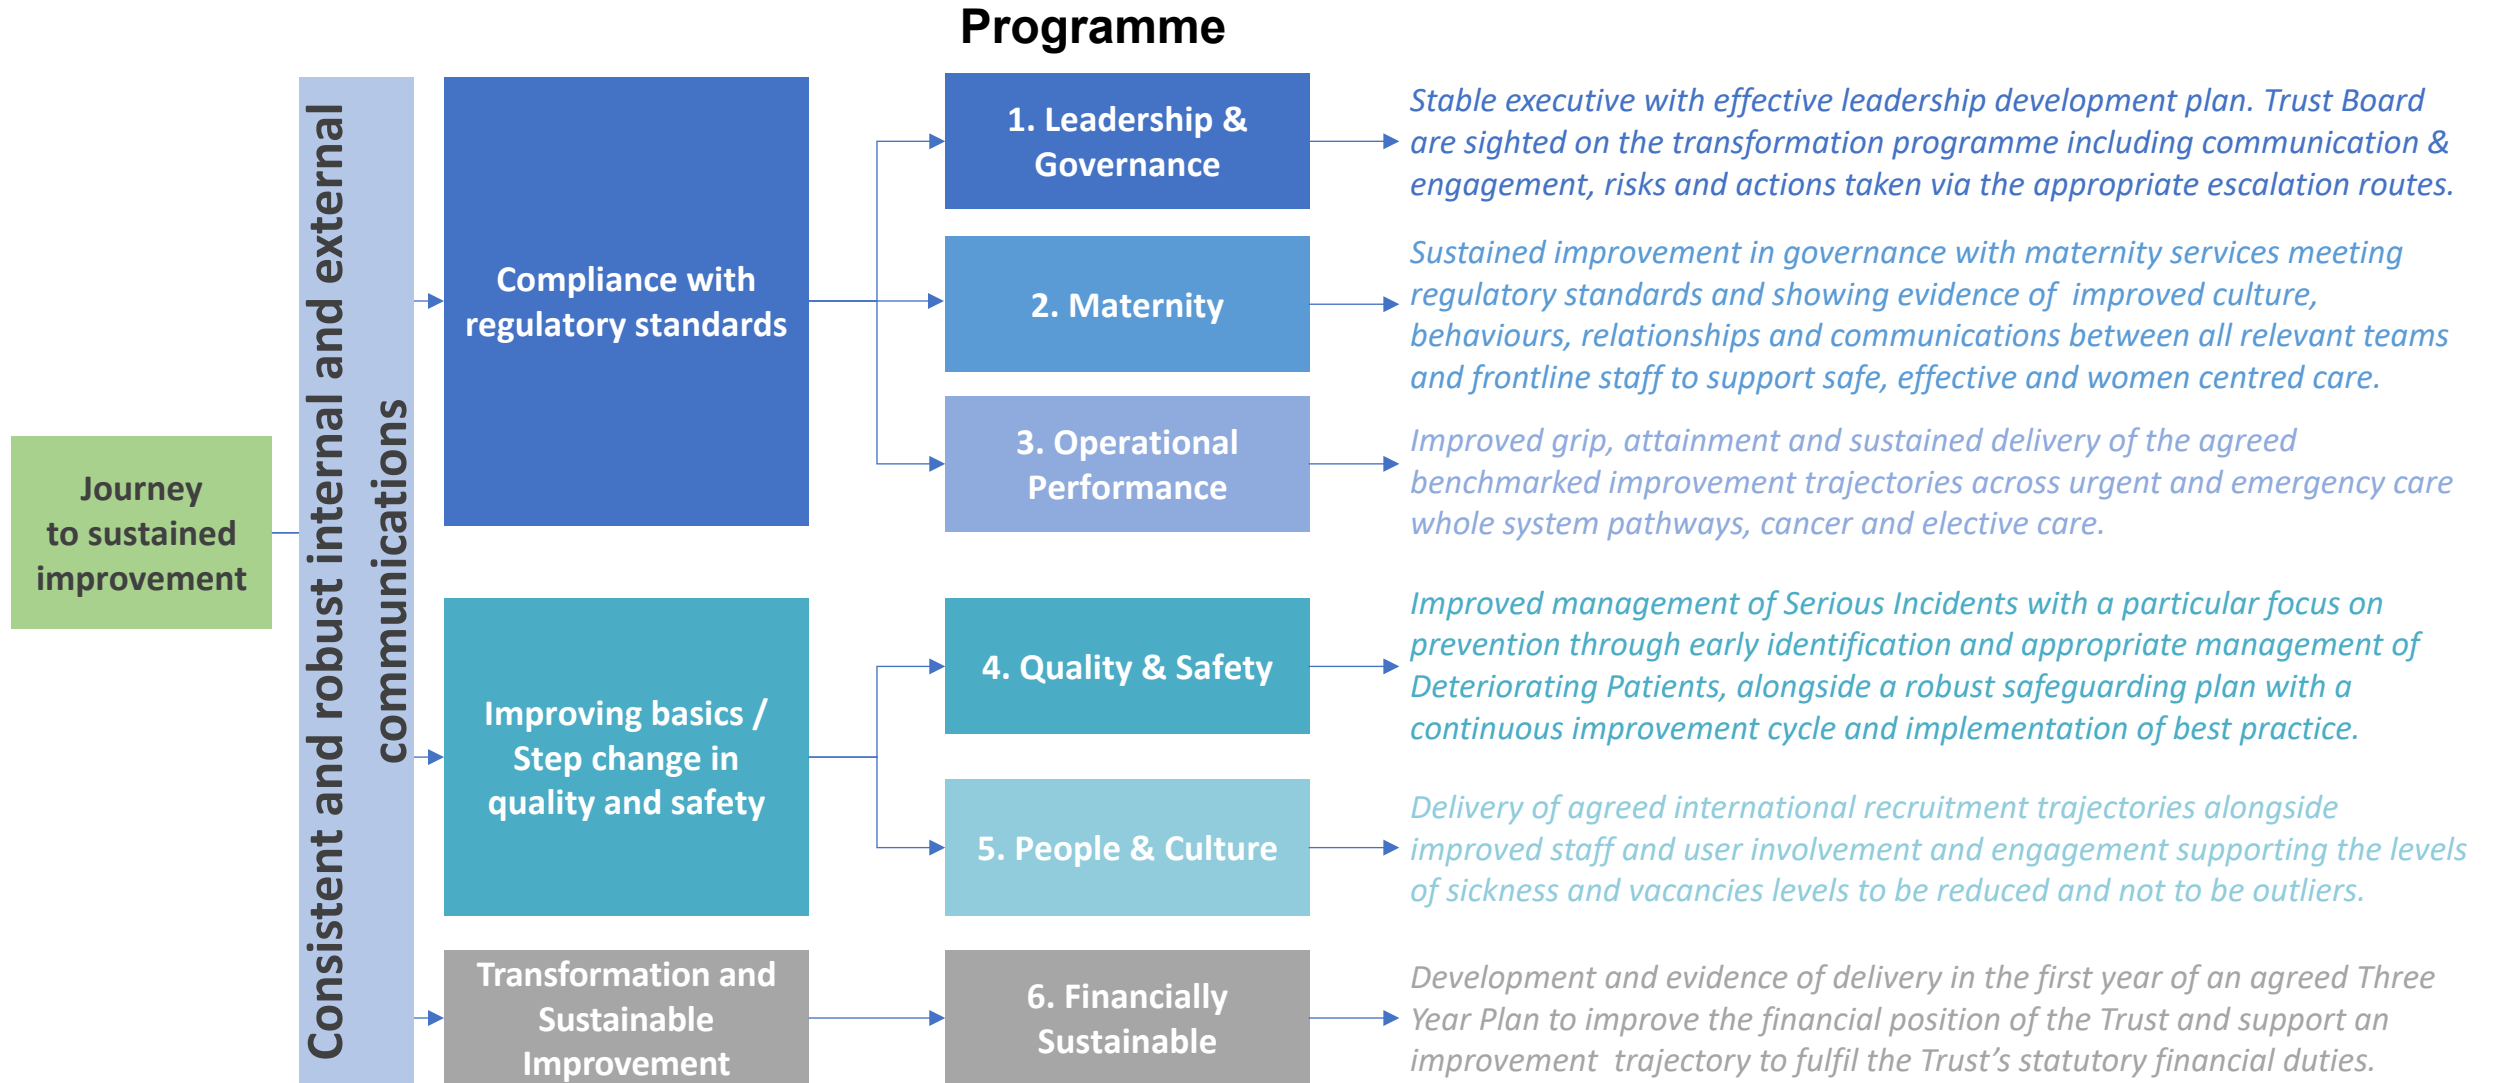 Programme
Journey
to sustained
improvement
Consistent and robust internal and external
communications
Compliance with
regulatory standards
1. Leadership &
Governance
Stable executive with effective leadership development plan. Trust Board
are sighted on the transformation programme including communication &
engagement, risks and actions taken via the appropriate escalation routes.
2. Maternity
Sustained improvement in governance with maternity services meeting
regulatory standards and showing evidence of  improved culture,
behaviours, relationships and communications between all relevant teams
and frontline staff to support safe, effective and women centred care.
3. Operational
Performance
Improved grip, attainment and sustained delivery of the agreed
benchmarked improvement trajectories across urgent and emergency care
whole system pathways, cancer and elective care.
Improving basics /
Step change in
quality and safety
4. Quality & Safety
Improved management of Serious Incidents with a particular focus on
prevention through early identification and appropriate management of
Deteriorating Patients, alongside a robust safeguarding plan with a
continuous improvement cycle and implementation of best practice.
5. People & Culture
Delivery of agreed international recruitment trajectories alongside
improved staff and user involvement and engagement supporting the levels
of sickness and vacancies levels to be reduced and not to be outliers.
Transformation and
Sustainable
Improvement
6. Financially
Sustainable
Development and evidence of delivery in the first year of an agreed Three
Year Plan to improve the financial position of the Trust and support an
improvement  trajectory to fulfil the Trust’s statutory financial duties.